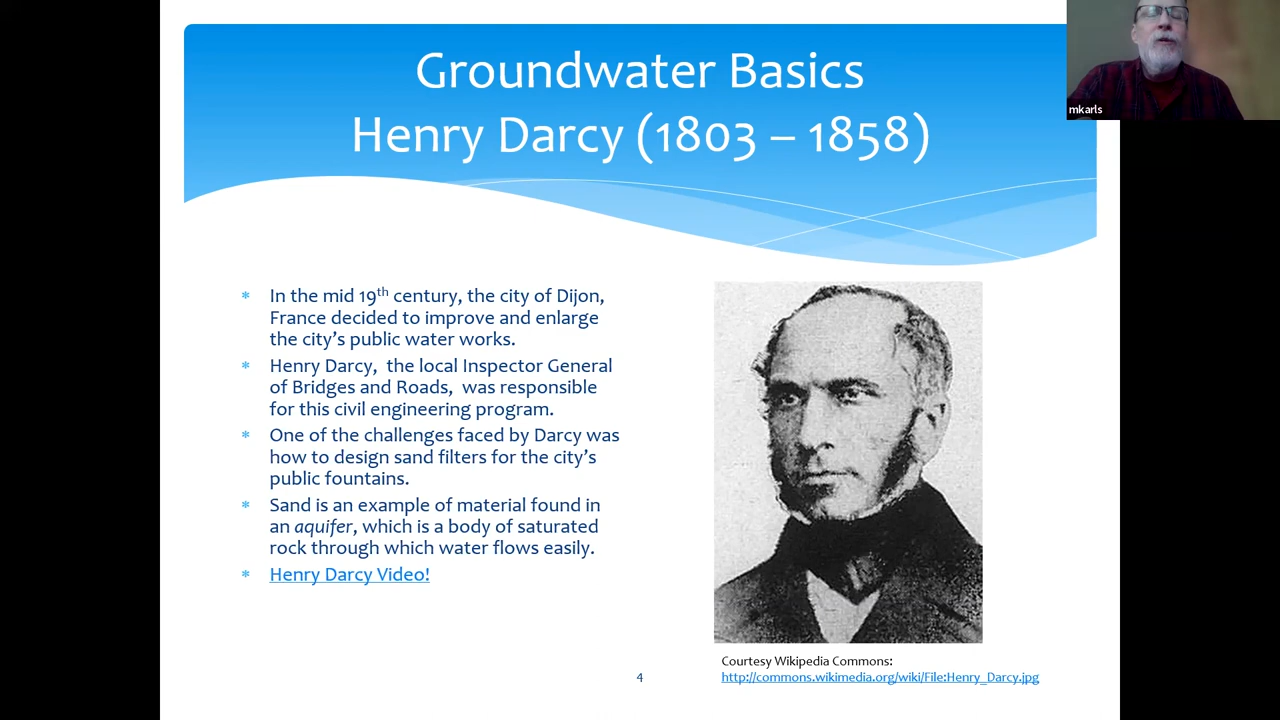 Groundwater Basics
Henry Darcy (1803 – 1858)
mkarls
* In the mid 19th century, the city of Dijon,
France decided to improve and enlarge
the city's public water works.
* Henry Darcy, the local Inspector General
of Bridges and Roads, was responsible
for this civil engineering program.
* One of the challenges faced by Darcy was
how to design sand filters for the city's
public fountains.
* Sand is an example of material found in
an aquifer, which is a body of saturated
rock through which water flows easily.
* Henry Darcy Video!
Courtesy Wikipedia Commons:
http://commons.wikimedia.org/wiki/File:Henry_Darcy.jpg
4